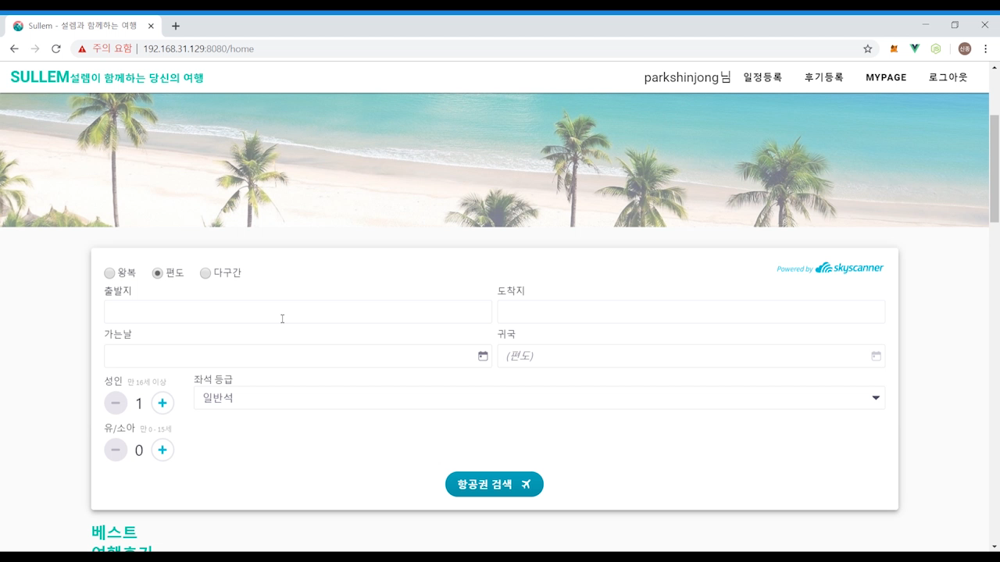 Sullem - 설렘과 함께하는 여행
주의 요함 | 192.168.31.129:8080/home
신종
SULLEM설렘이 함께하는 당신의 여행
parkshinjong님 일정등록 후기등록 MYPAGE 로그아웃
왕복 편도 다구간
Powered by skyscanner
출발지 도착지
가는날 귀국
(편도)
성인 만 16세 이상 좌석 등급
1 일반석
유/소아 만 0 - 15세
0
항공권 검색
베스트
여행후기